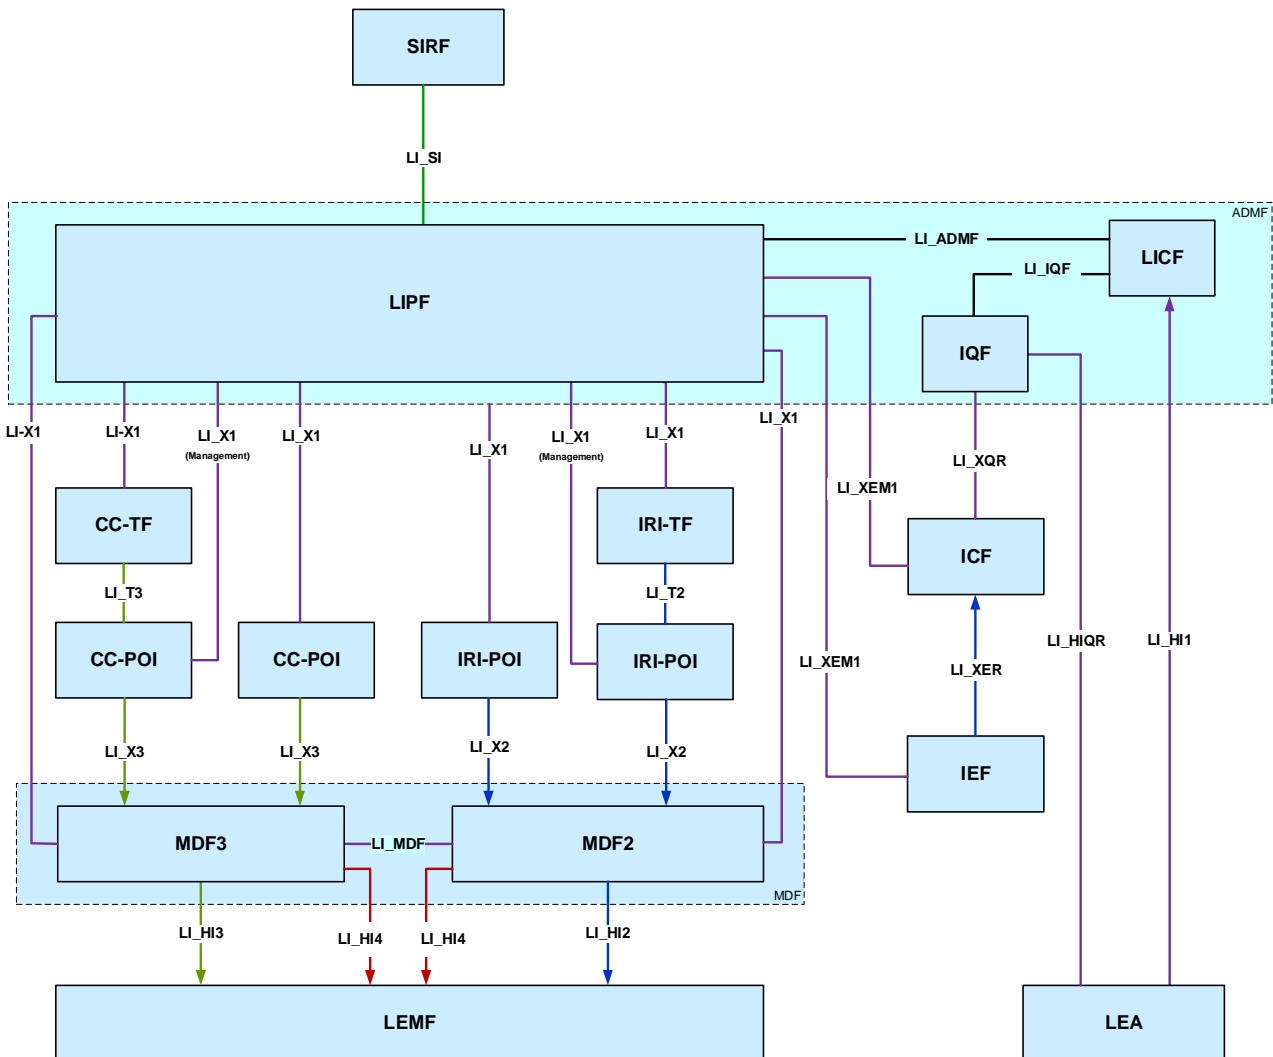 SIRF
LI_SI
ADMF
LI_ADMF
LICF
LI_IQF
LIPF
IQF
LI-X1
LI-X1
LI_X1
(Management)
LI_X1
LI_X1
LI_X1
(Management)
LI_X1
LI_X1
LI_XQR
LI_XEM1
CC-TF
IRI-TF
ICF
LI_T3
LI_T2
LI_HIQR
LI_HI1
CC-POI
CC-POI
IRI-POI
IRI-POI
LI_XEM1
LI_XER
LI_X3
LI_X3
LI_X2
LI_X2
IEF
MDF3
LI_MDF
MDF2
MDF
LI_HI3
LI_HI4
LI_HI4
LI_HI2
LEMF
LEA